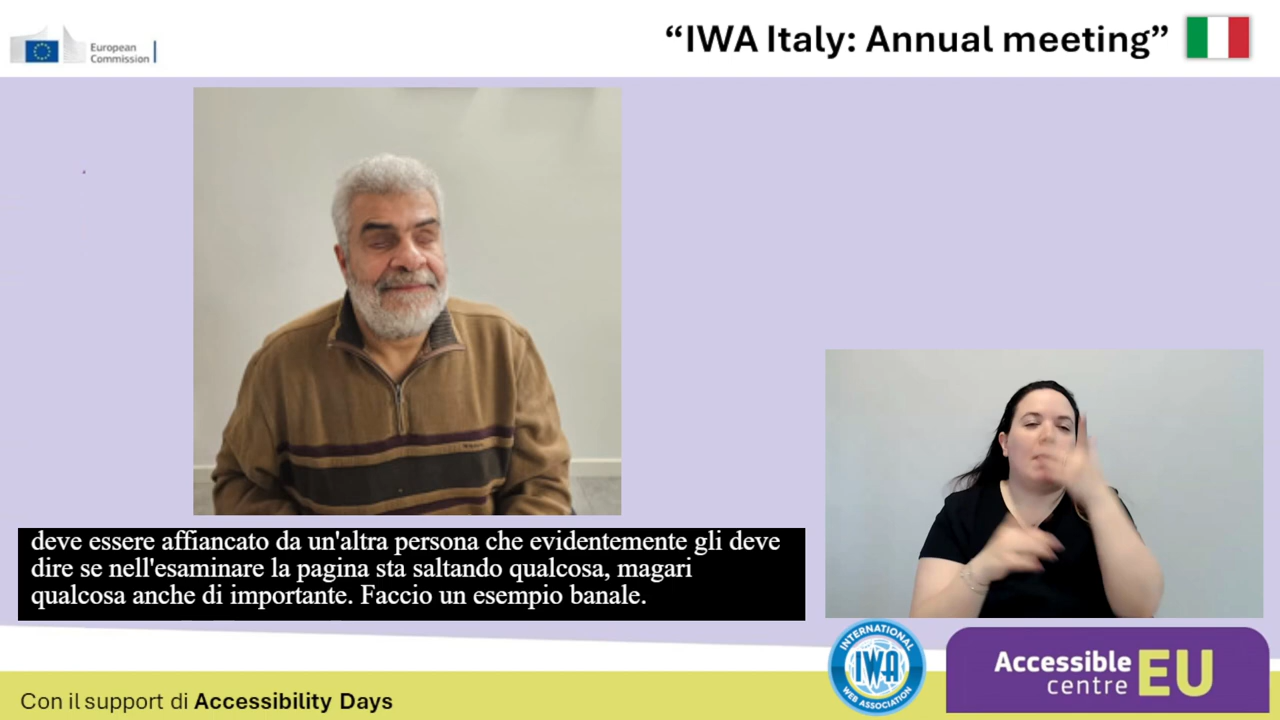 European
Commission
“IWA Italy: Annual meeting”
deve essere affiancato da un'altra persona che evidentemente gli deve
dire se nell'esaminare la pagina sta saltando qualcosa, magari
qualcosa anche di importante. Faccio un esempio banale.
INTERNATIONAL
IWA
WEB ASSOCIATION
Accessible
centre
EU
Con il support di Accessibility Days